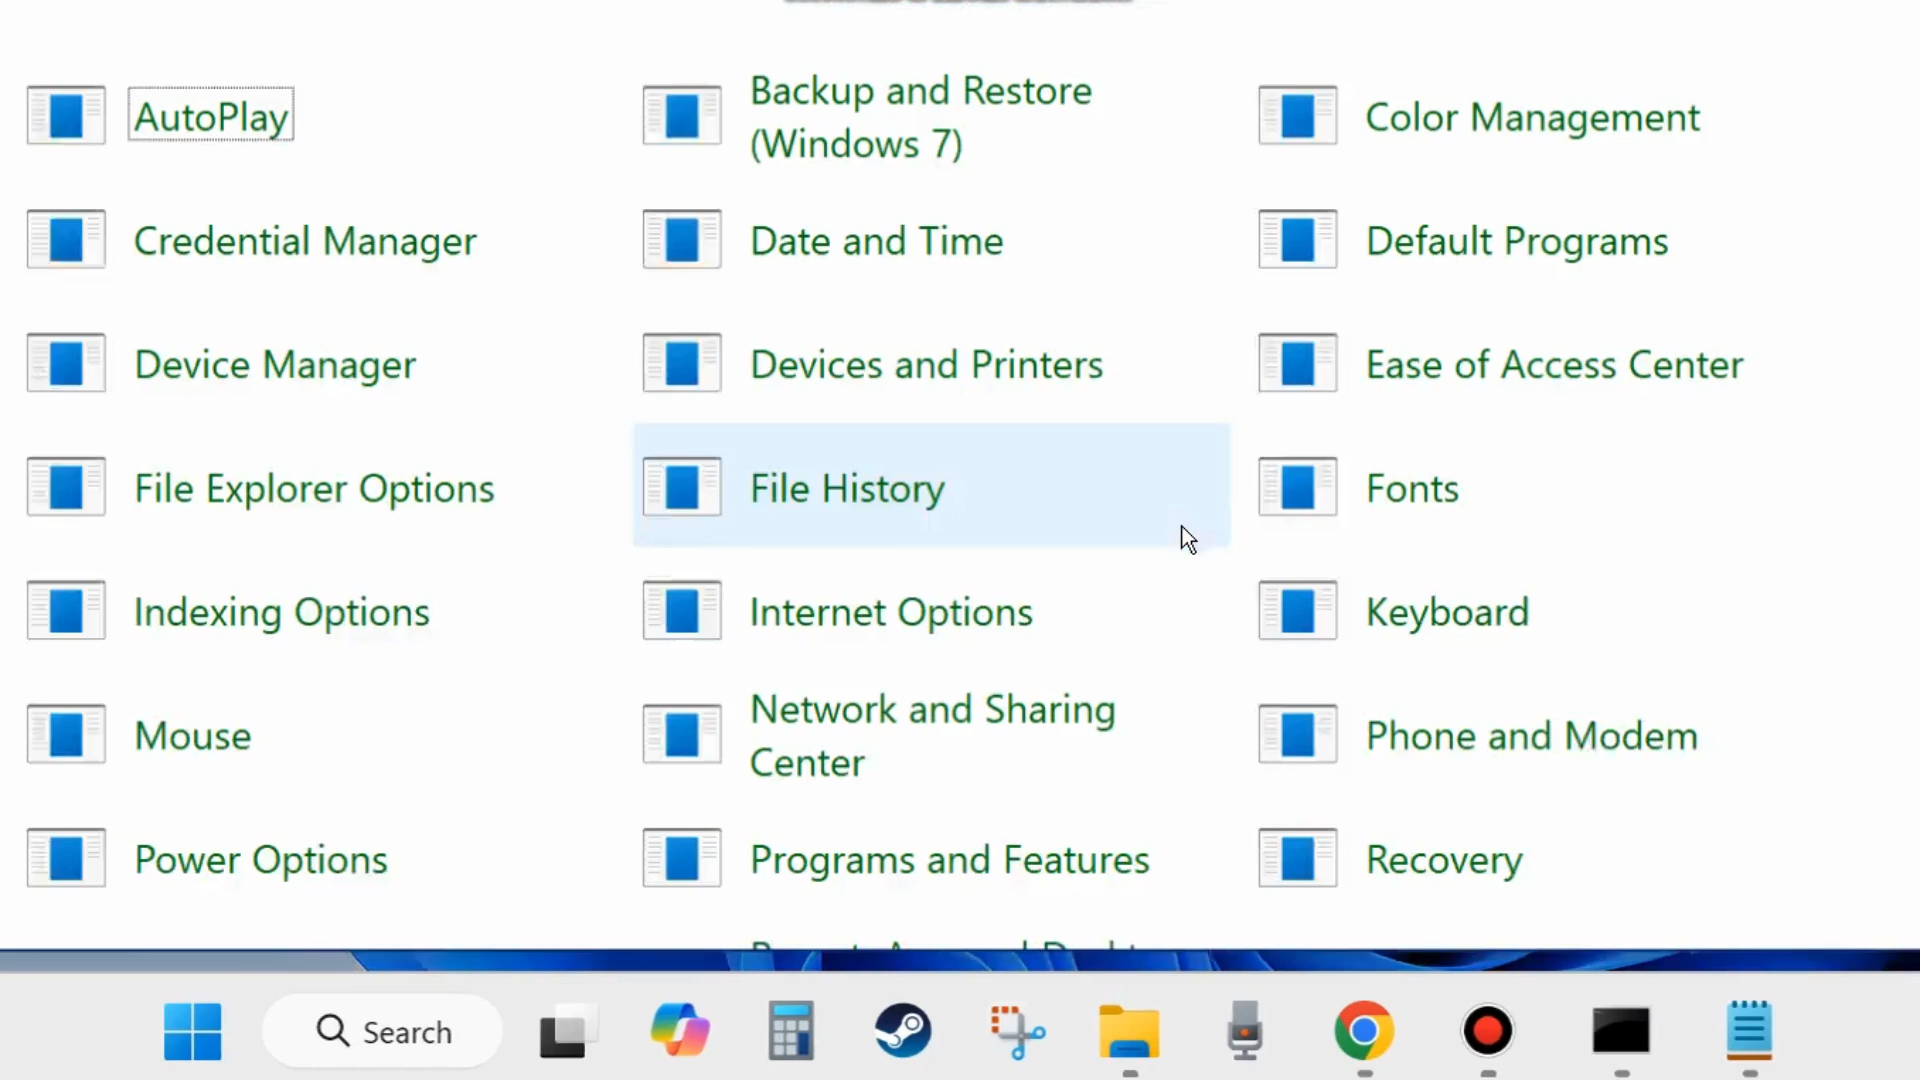 AutoPlay
Backup and Restore
(Windows 7)
Color Management
Credential Manager
Date and Time
Default Programs
Device Manager
Devices and Printers
Ease of Access Center
File Explorer Options
File History
Fonts
Indexing Options
Internet Options
Keyboard
Mouse
Network and Sharing
Center
Phone and Modem
Power Options
Programs and Features
Recovery
Search